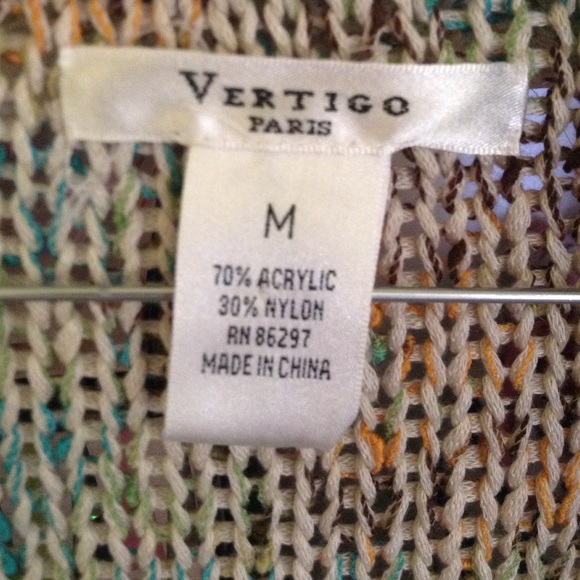 VERTIGO
PARIS
M
70% ACRYLIC
30% NYLON
RN 86297
MADE IN CHINA